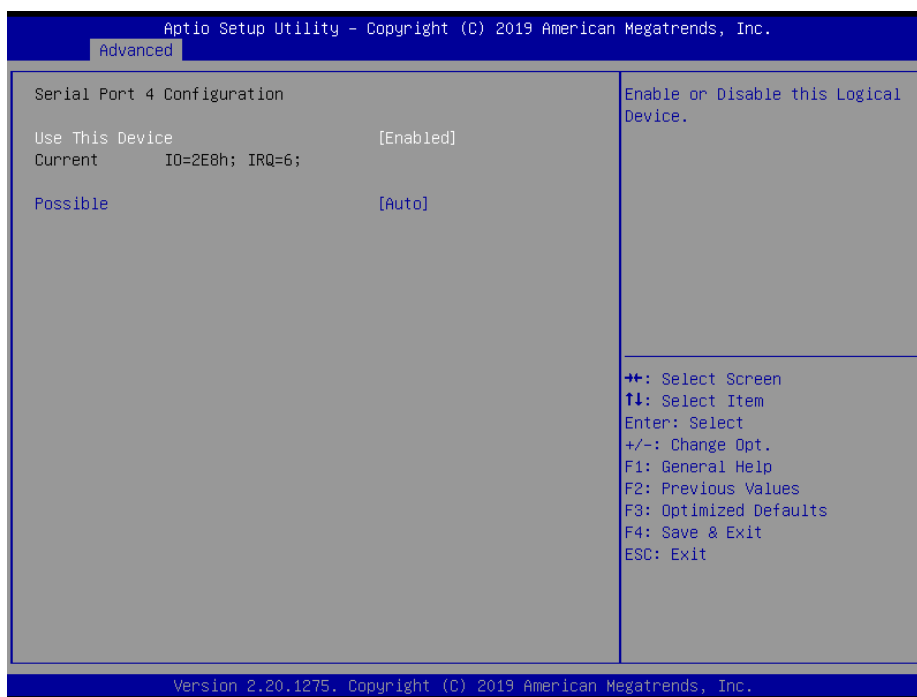 Aptio Setup Utility – Copyright (C) 2019 American Megatrends, Inc.
Advanced
Serial Port 4 Configuration
Use This Device [Enabled]
Current IO=2E8h; IRQ=6;
Possible [Auto]
Enable or Disable this Logical
Device.
→←: Select Screen
↑↓: Select Item
Enter: Select
+/-: Change Opt.
F1: General Help
F2: Previous Values
F3: Optimized Defaults
F4: Save & Exit
ESC: Exit
Version 2.20.1275. Copyright (C) 2019 American Megatrends, Inc.